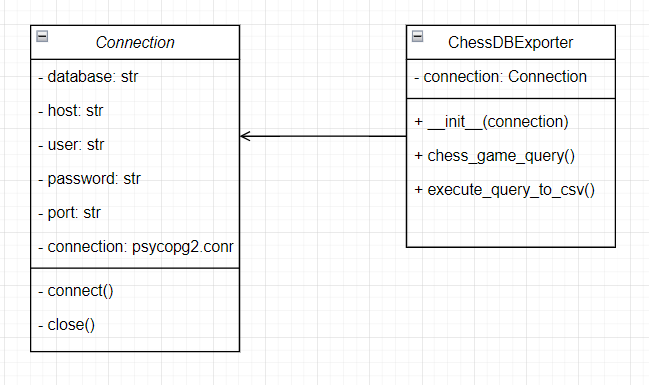 Connection
- database: str
- host: str
- user: str
- password: str
- port: str
- connection: psycopg2.conr
- connect()
- close()
ChessDBExporter
- connection: Connection
+ __init__(connection)
+ chess_game_query()
+ execute_query_to_csv()